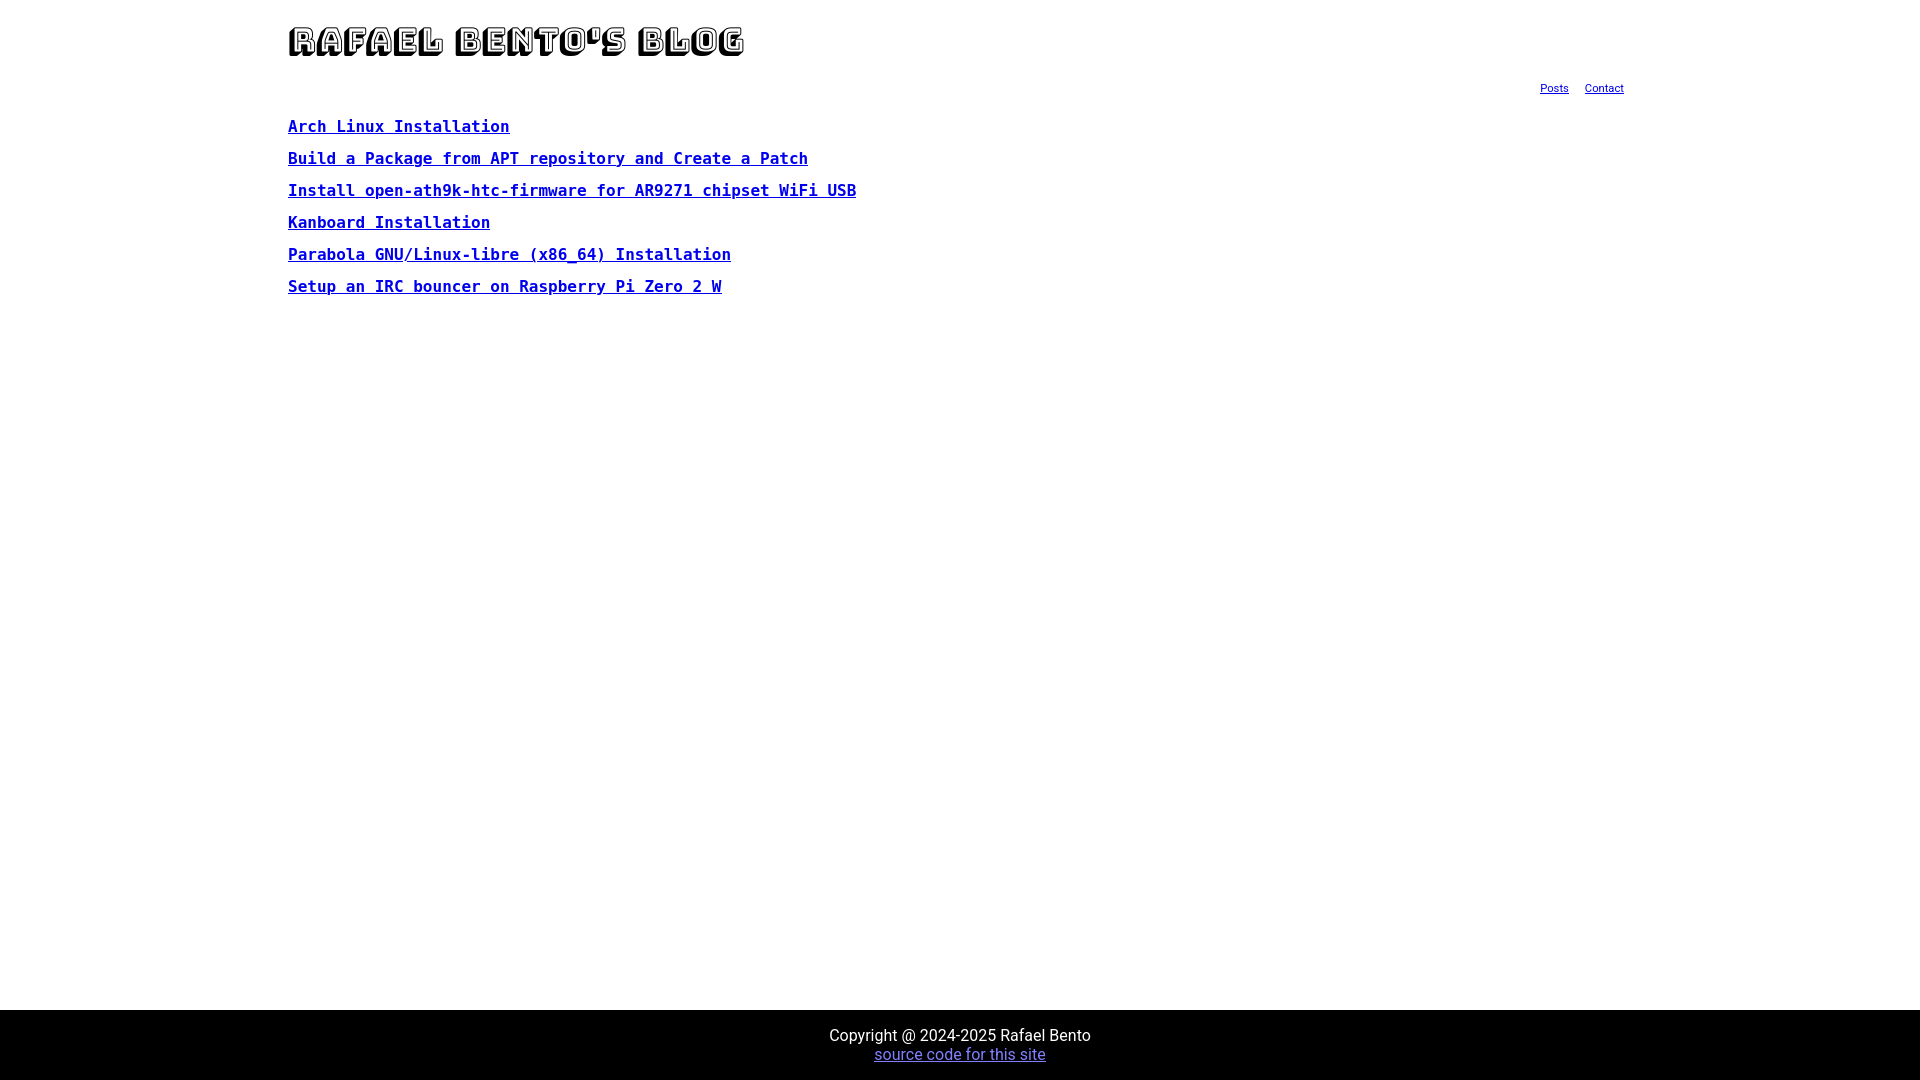 RAFAEL BENTO'S BLOG
Posts Contact
Arch Linux Installation
Build a Package from APT repository and Create a Patch
Install open-ath9k-htc-firmware for AR9271 chipset WiFi USB
Kanboard Installation
Parabola GNU/Linux-libre (x86_64) Installation
Setup an IRC bouncer on Raspberry Pi Zero 2 W
Copyright @ 2024-2025 Rafael Bento
source code for this site